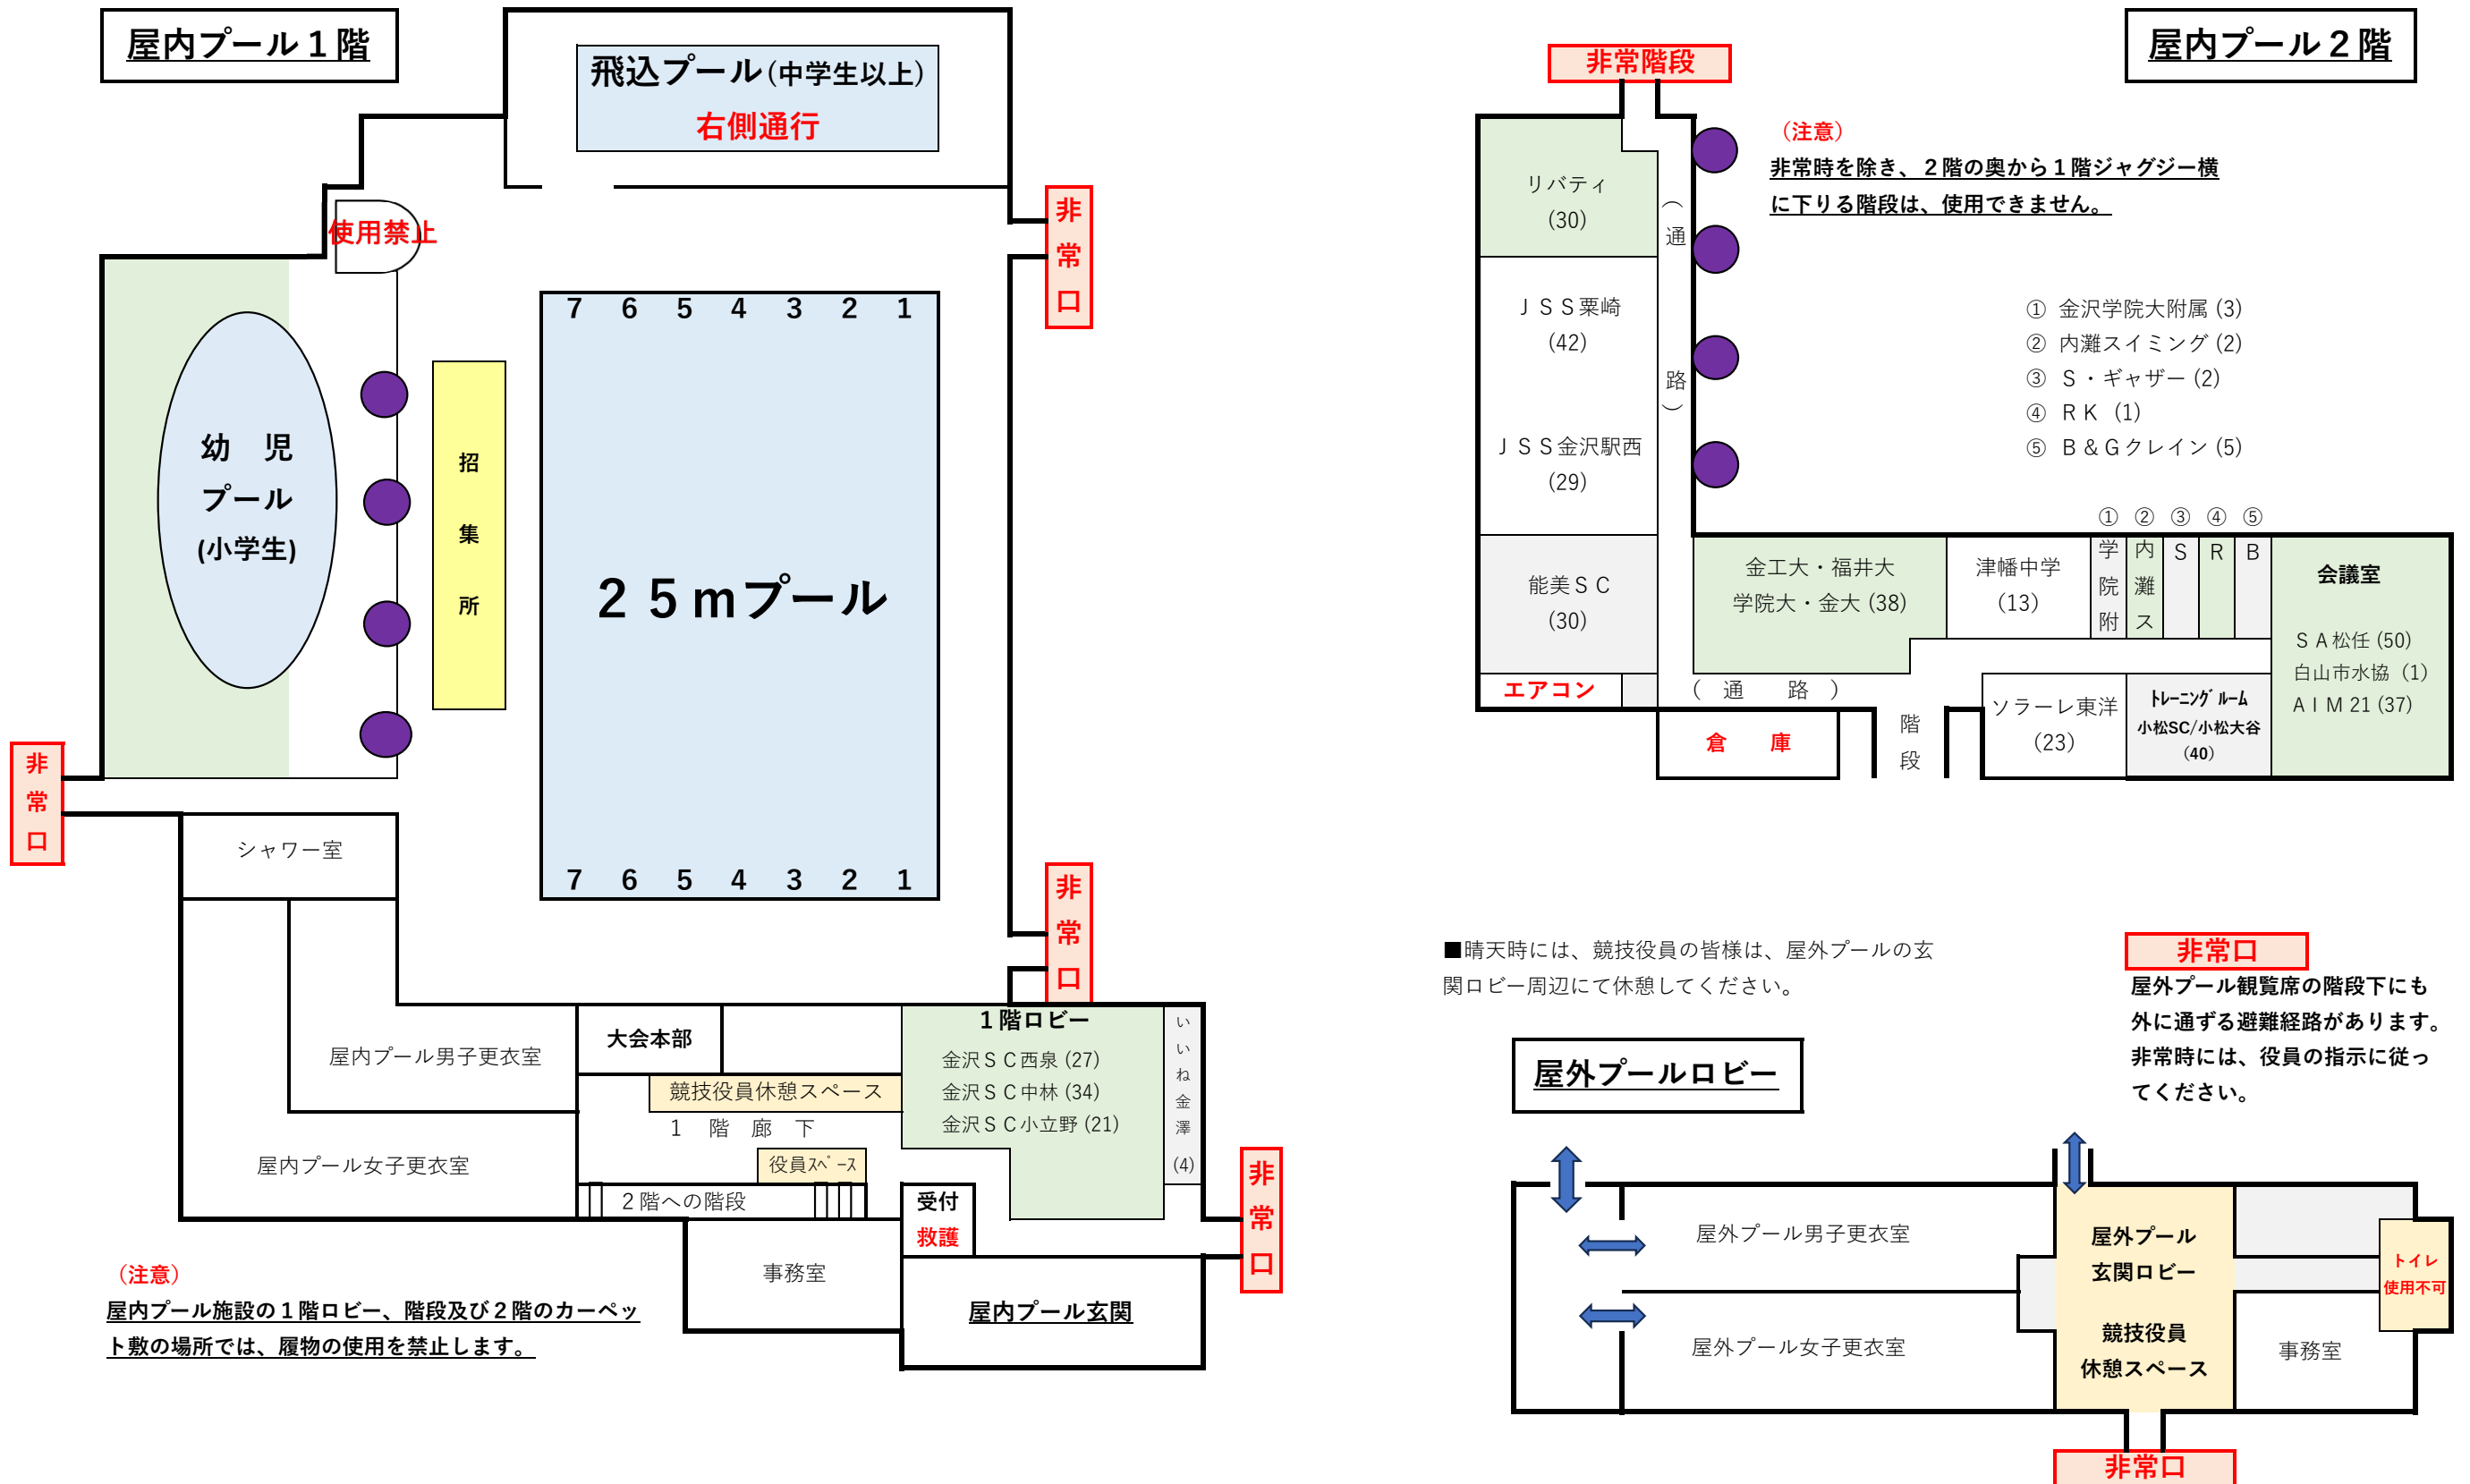 屋内プール１階
飛込プール(中学生以上)
右側通行
使用禁止
非常口
7 6 5 4 3 2 1
幼　児
プール
(小学生)
招集所
２５ｍプール
7 6 5 4 3 2 1
非常口
非常口
シャワー室
屋内プール男子更衣室
屋内プール女子更衣室
大会本部
競技役員休憩スペース
1　階　廊　下
役員ｽﾍﾟｰｽ
２階への階段
１階ロビー
金沢ＳＣ西泉 (27)
金沢ＳＣ中林 (34)
金沢ＳＣ小立野 (21)
いいね金澤(4)
受付
救護
非常口
事務室
屋内プール玄関
（注意）
屋内プール施設の１階ロビー、階段及び２階のカーペッ
ト敷の場所では、履物の使用を禁止します。
屋内プール２階
非常階段
（注意）
非常時を除き、２階の奥から１階ジャグジー横
に下りる階段は、使用できません。
リバティ
(30)
（通路）
ＪＳＳ粟崎
(42)
ＪＳＳ金沢駅西
(29)
① 金沢学院大附属 (3)
② 内灘スイミング (2)
③ Ｓ・ギャザー (2)
④ ＲＫ (1)
⑤ Ｂ＆Ｇクレイン (5)
① ② ③ ④ ⑤
能美ＳＣ
(30)
金工大・福井大
学院大・金大 (38)
津幡中学
(13)
学院附
内灘ス
S
R
B
会議室
ＳＡ松任 (50)
白山市水協 (1)
ＡＩＭ21 (37)
エアコン
（　通　　路　）
倉　　庫
階段
ソラーレ東洋
(23)
ﾄﾚｰﾆﾝｸﾞﾙｰﾑ
小松SC/小松大谷
(40)
■晴天時には、競技役員の皆様は、屋外プールの玄
関ロビー周辺にて休憩してください。
非常口
屋外プール観覧席の階段下にも
外に通ずる避難経路があります。
非常時には、役員の指示に従っ
てください。
屋外プールロビー
屋外プール男子更衣室
屋外プール女子更衣室
屋外プール
玄関ロビー
競技役員
休憩スペース
トイレ
使用不可
事務室
非常口